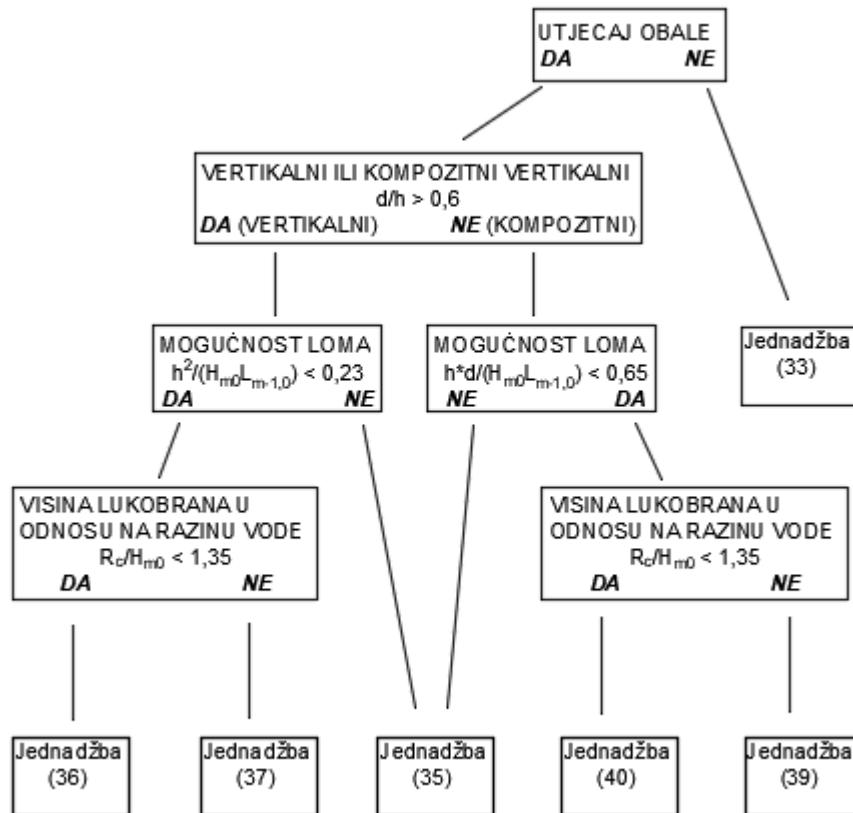 UTJECAJ OBALE
DA NE
VERTIKALNI ILI KOMPOZITNI VERTIKALNI
d/h > 0,6
DA (VERTIKALNI) NE (KOMPOZITNI)
MOGUĆNOST LOMA
h²/(Hm0Lm-1,0) < 0,23
DA NE
MOGUĆNOST LOMA
h*d/(Hm0Lm-1,0) < 0,65
NE DA
Jednadžba
(33)
VISINA LUKOBRANA U
ODNOSU NA RAZINU VODE
Rc/Hm0 < 1,35
DA NE
VISINA LUKOBRANA U
ODNOSU NA RAZINU VODE
Rc/Hm0 < 1,35
DA NE
Jednadžba
(36)
Jednadžba
(37)
Jednadžba
(35)
Jednadžba
(40)
Jednadžba
(39)